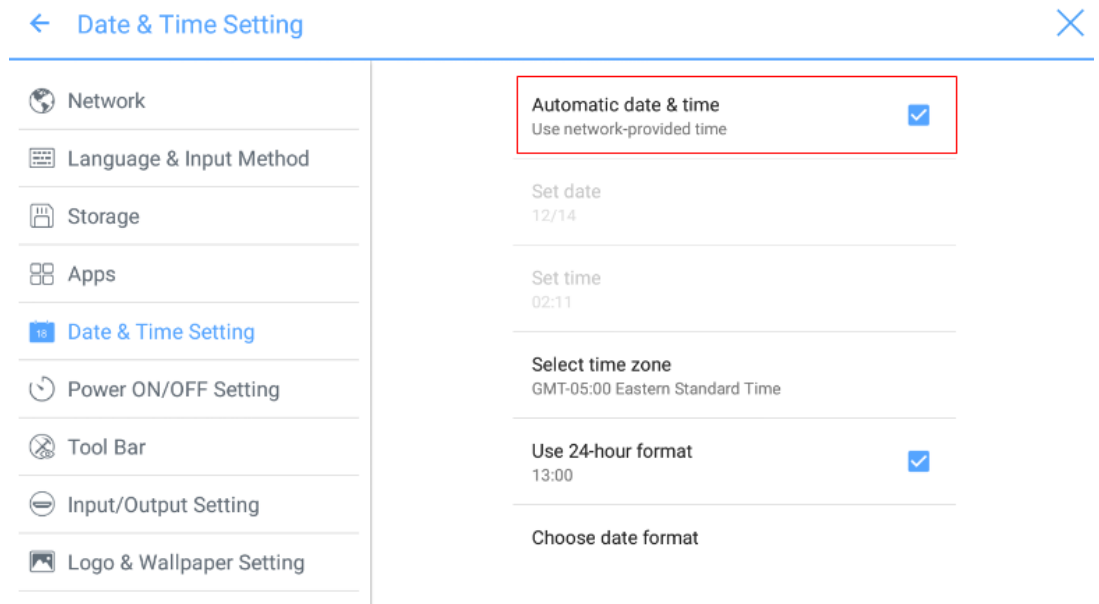 Date & Time Setting
Network
Language & Input Method
Storage
Apps
18
Date & Time Setting
Power ON/OFF Setting
Tool Bar
Input/Output Setting
Logo & Wallpaper Setting
Automatic date & time
Use network-provided time
Set date
12/14
Set time
02:11
Select time zone
GMT-05:00 Eastern Standard Time
Use 24-hour format
13:00
Choose date format